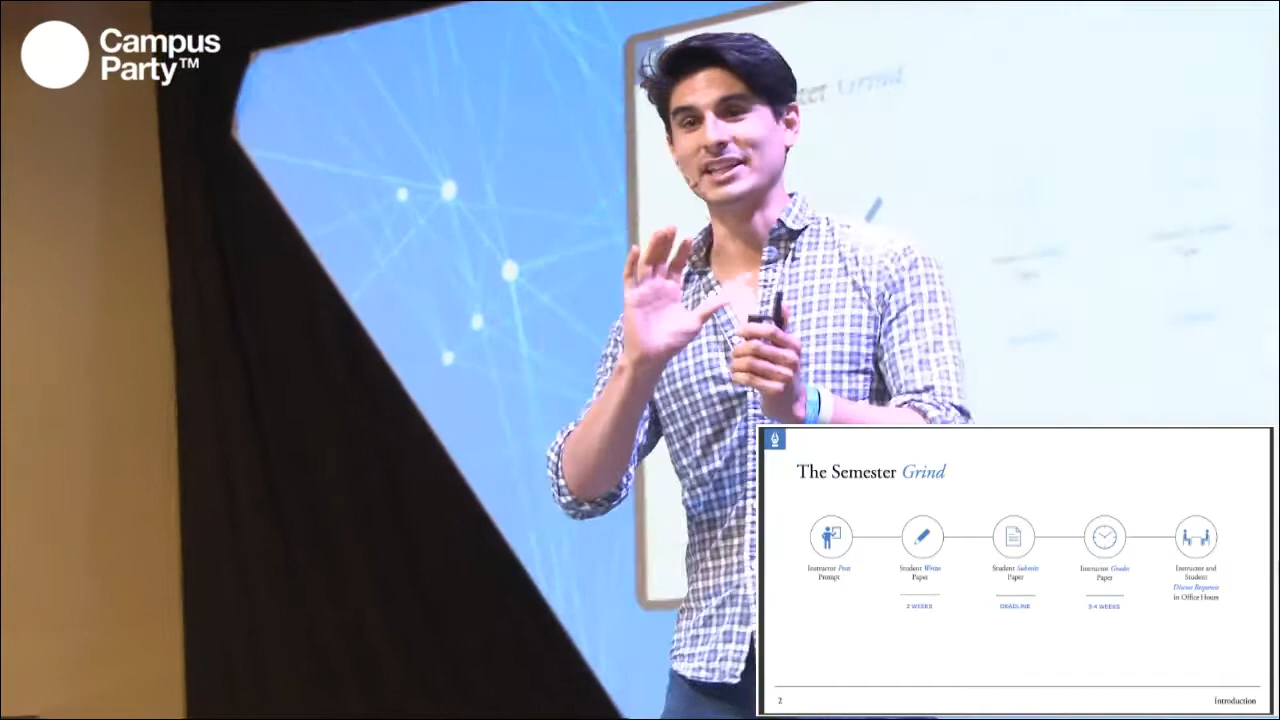 Campus
Party™
The Semester Grind
Instructor Posts
Prompt
Student Writes
Paper
2 WEEKS
Student Submits
Paper
DEADLINE
Instructor Grades
Paper
3-4 WEEKS
Instructor and
Student
Discuss Response
in Office Hours
2
Introduction